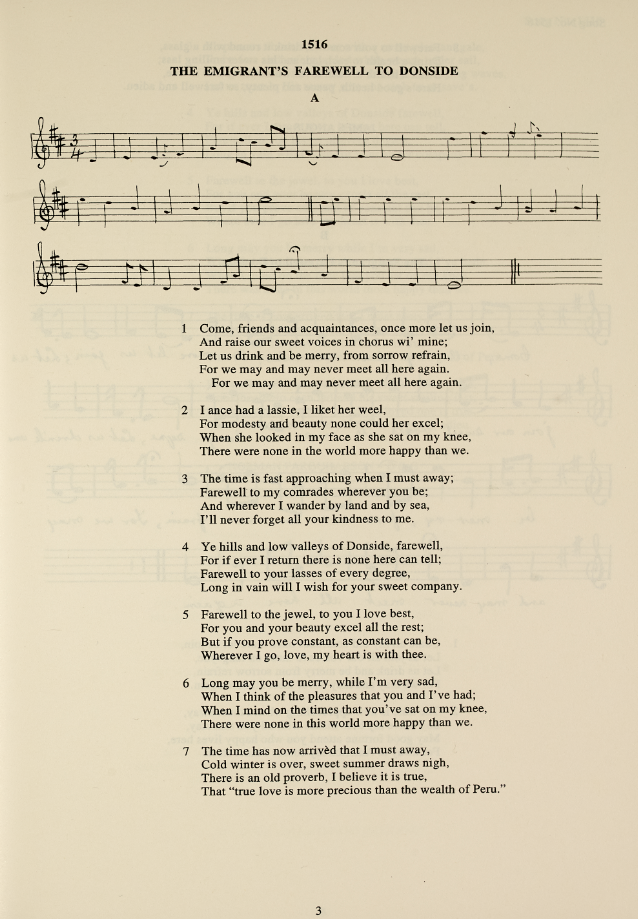 1516
THE EMIGRANT'S FAREWELL TO DONSIDE
A
3
4
1 Come, friends and acquaintances, once more let us join,
And raise our sweet voices in chorus wi' mine;
Let us drink and be merry, from sorrow refrain,
For we may and may never meet all here again.
For we may and may never meet all here again.
2 I ance had a lassie, I liket her weel,
For modesty and beauty none could her excel;
When she looked in my face as she sat on my knee,
There were none in the world more happy than we.
3 The time is fast approaching when I must away;
Farewell to my comrades wherever you be;
And wherever I wander by land and by sea,
I'll never forget all your kindness to me.
4 Ye hills and low valleys of Donside, farewell,
For if ever I return there is none here can tell;
Farewell to your lasses of every degree,
Long in vain will I wish for your sweet company.
5 Farewell to the jewel, to you I love best,
For you and your beauty excel all the rest;
But if you prove constant, as constant can be,
Wherever I go, love, my heart is with thee.
6 Long may you be merry, while I'm very sad,
When I think of the pleasures that you and I've had;
When I mind on the times that you've sat on my knee,
There were none in this world more happy than we.
7 The time has now arrivèd that I must away,
Cold winter is over, sweet summer draws nigh,
There is an old proverb, I believe it is true,
That “true love is more precious than the wealth of Peru.”
3